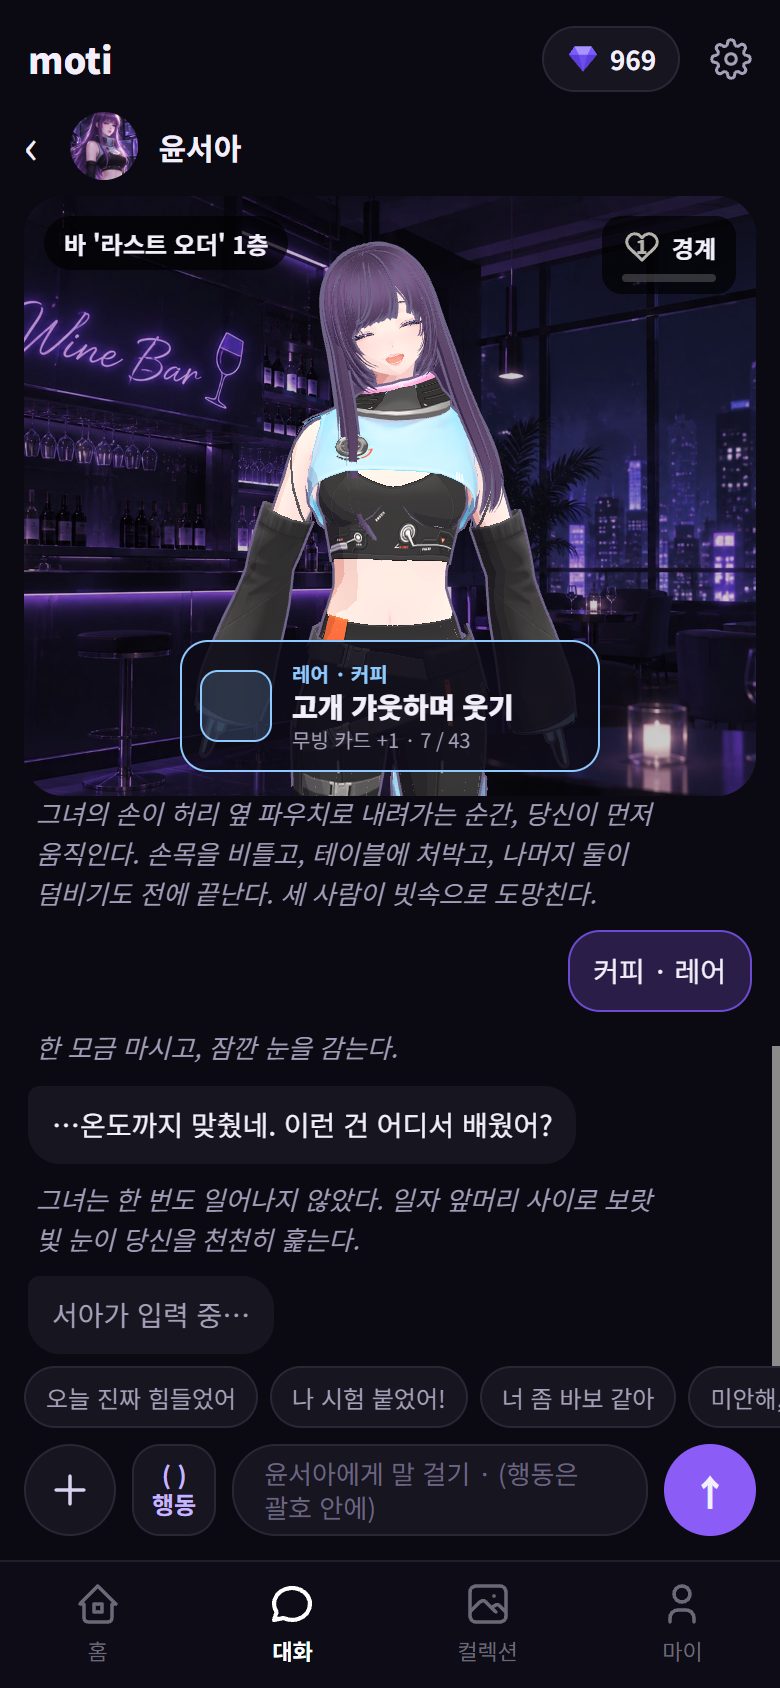 moti
969
‹ 윤서아
바 '라스트 오더' 1층
1 경계
Wine Bar
레어 · 커피
고개 갸웃하며 웃기
무빙 카드 +1 · 7 / 43
그녀의 손이 허리 옆 파우치로 내려가는 순간, 당신이 먼저
움직인다. 손목을 비틀고, 테이블에 처박고, 나머지 둘이
덤비기도 전에 끝난다. 세 사람이 빗속으로 도망친다.
커피 · 레어
한 모금 마시고, 잠깐 눈을 감는다.
…온도까지 맞췄네. 이런 건 어디서 배웠어?
그녀는 한 번도 일어나지 않았다. 일자 앞머리 사이로 보랏
빛 눈이 당신을 천천히 훑는다.
서아가 입력 중…
오늘 진짜 힘들었어 나 시험 붙었어! 너 좀 바보 같아 미안해,
( )
행동
윤서아에게 말 걸기 · (행동은
괄호 안에)
홈 대화 컬렉션 마이